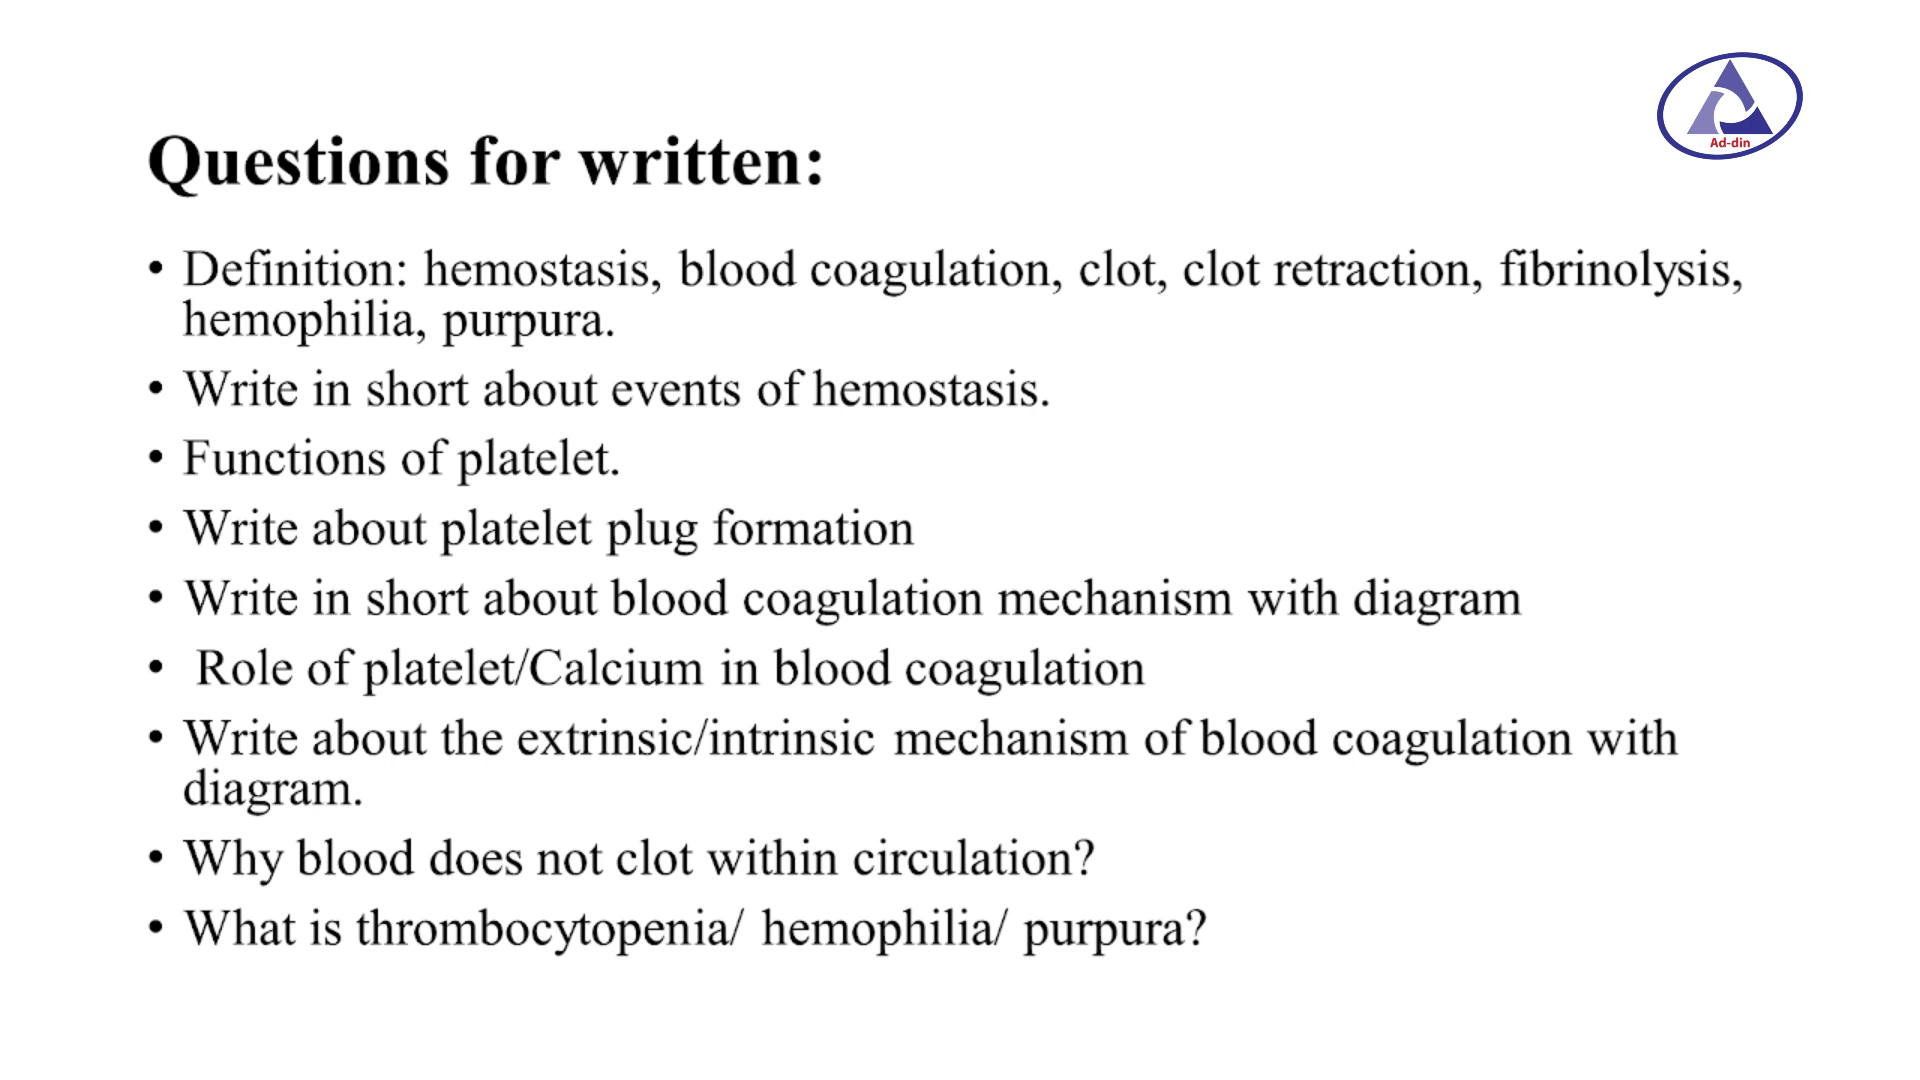 Ad-din
Questions for written:
• Definition: hemostasis, blood coagulation, clot, clot retraction, fibrinolysis,
hemophilia, purpura.
• Write in short about events of hemostasis.
• Functions of platelet.
• Write about platelet plug formation
• Write in short about blood coagulation mechanism with diagram
• Role of platelet/Calcium in blood coagulation
• Write about the extrinsic/intrinsic mechanism of blood coagulation with
diagram.
• Why blood does not clot within circulation?
• What is thrombocytopenia/ hemophilia/ purpura?